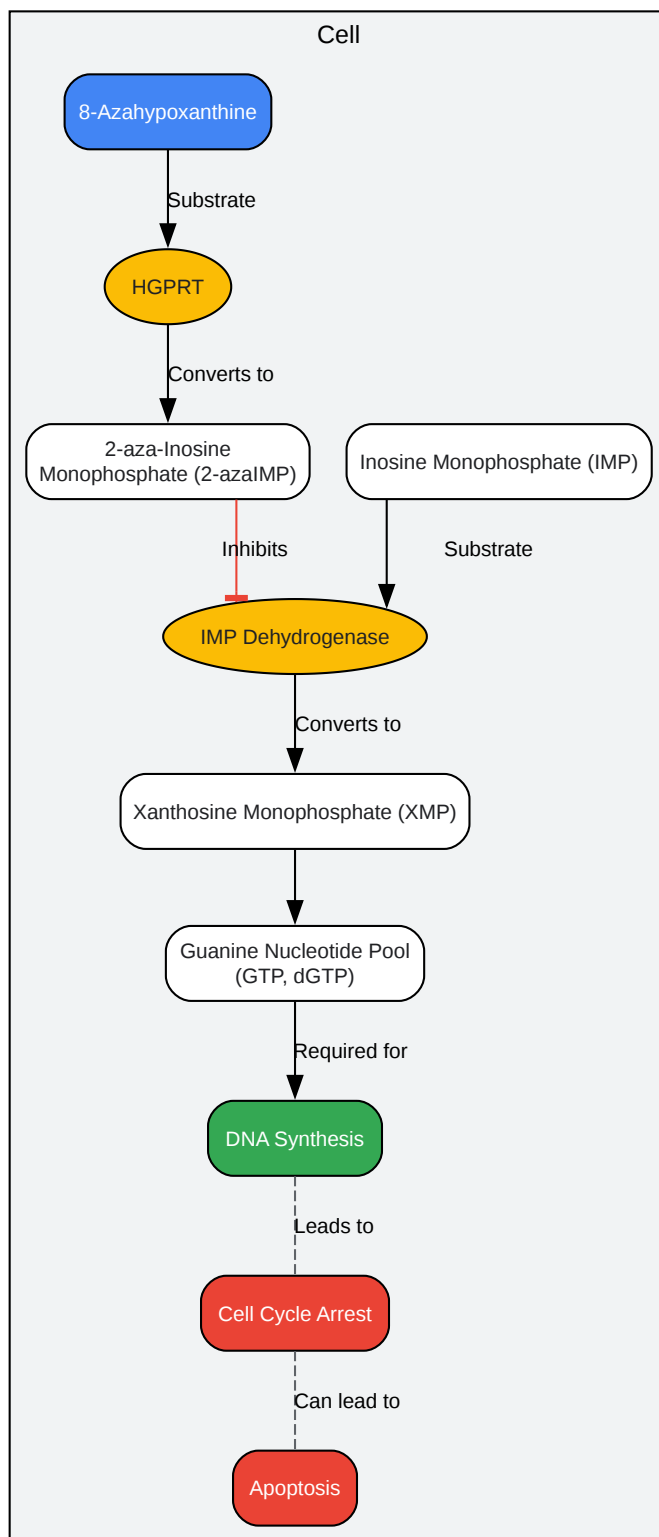 Cell
8-Azahypoxanthine
Substrate
HGPRT
Converts to
2-aza-Inosine
Monophosphate (2-azaIMP)
Inosine Monophosphate (IMP)
Inhibits
Substrate
IMP Dehydrogenase
Converts to
Xanthosine Monophosphate (XMP)
Guanine Nucleotide Pool
(GTP, dGTP)
Required for
DNA Synthesis
Leads to
Cell Cycle Arrest
Can lead to
Apoptosis